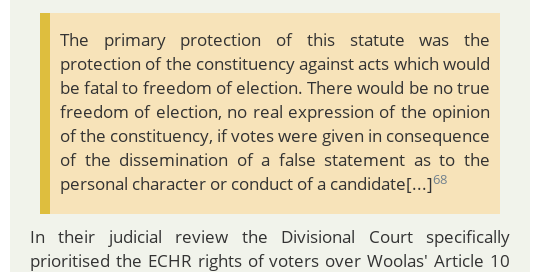 The primary protection of this statute was the
protection of the constituency against acts which would
be fatal to freedom of election. There would be no true
freedom of election, no real expression of the opinion
of the constituency, if votes were given in consequence
of the dissemination of a false statement as to the
personal character or conduct of a candidate[...]68
In their judicial review the Divisional Court specifically
prioritised the ECHR rights of voters over Woolas' Article 10